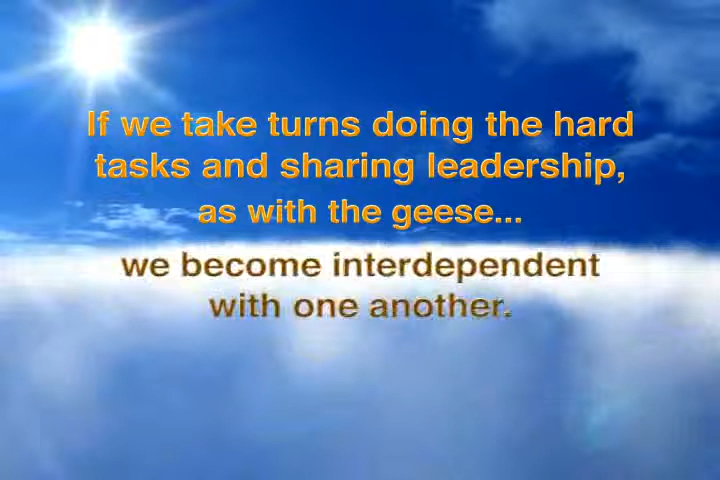 If we take turns doing the hard
tasks and sharing leadership,
as with the geese...
we become interdependent
with one another.